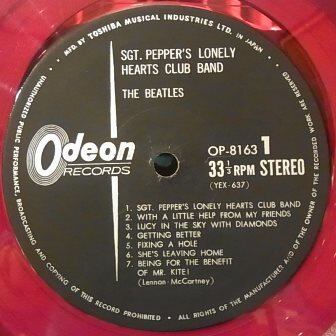 MFD. BY TOSHIBA MUSICAL INDUSTRIES LTD. IN JAPAN
ALL RIGHTS OF THE MANUFACTURER AND OF THE OWNER OF THE RECORDED WORK RESERVED
UNAUTHORIZED PUBLIC PERFORMANCE, BROADCASTING AND COPYING OF THIS RECORD PROHIBITED
SGT. PEPPER'S LONELY
HEARTS CLUB BAND
THE BEATLES
Odeon
RECORDS
OP-8163 1
33 1/3 RPM STEREO
(YEX-637)
1. SGT. PEPPER'S LONELY HEARTS CLUB BAND
2. WITH A LITTLE HELP FROM MY FRIENDS
3. LUCY IN THE SKY WITH DIAMONDS
4. GETTING BETTER
5. FIXING A HOLE
6. SHE'S LEAVING HOME
7. BEING FOR THE BENEFIT
OF MR. KITE!
(Lennon-McCartney)